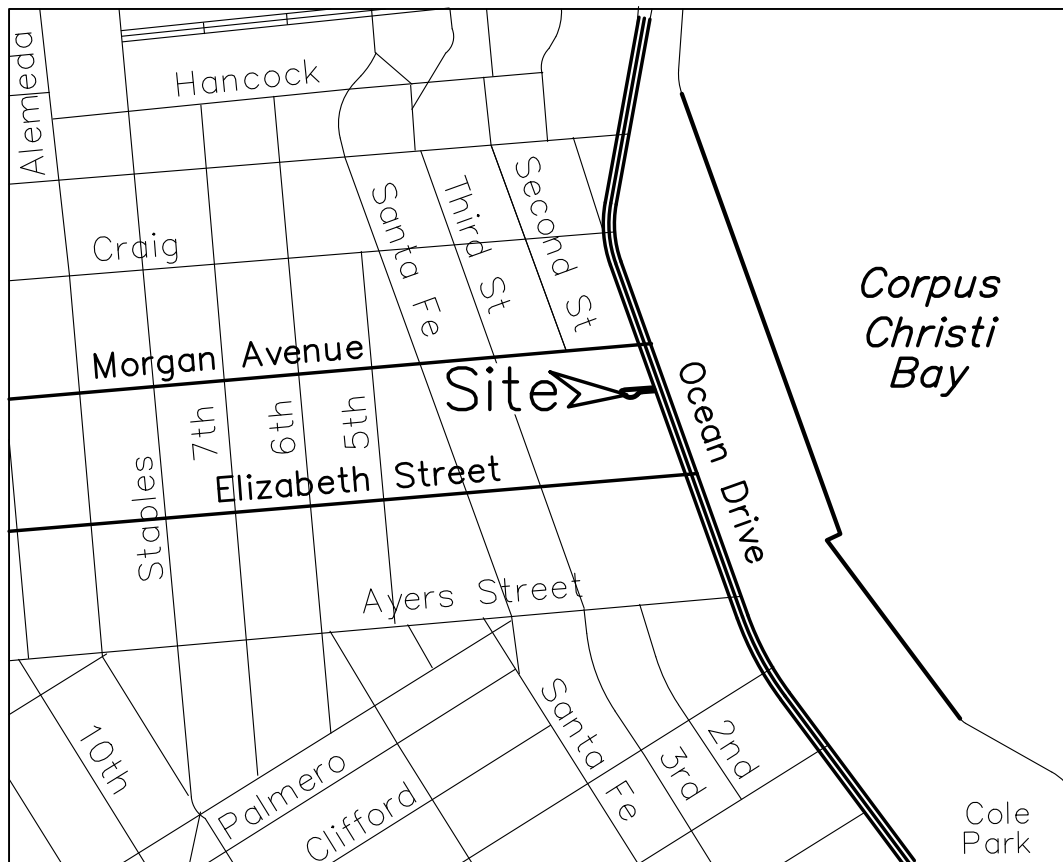 Alemeda
Hancock
Craig
Santa Fe
Third St
Second St
Corpus
Christi
Bay
Morgan Avenue
Site
Ocean Drive
7th
6th
5th
Staples
Elizabeth Street
Ayers Street
10th
Palmero
Clifford
Santa Fe
3rd
2nd
Cole
Park